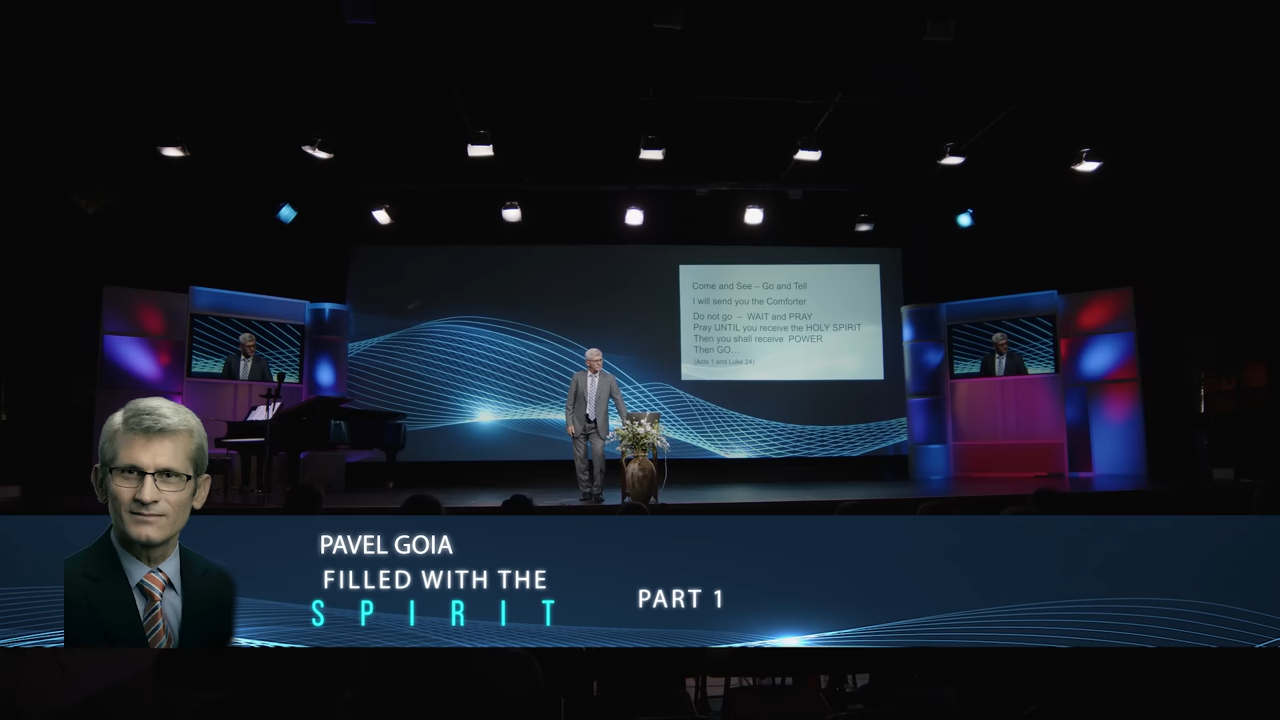 Come and See – Go and Tell
I will send you the Comforter
Do not go – WAIT and PRAY
Pray UNTIL you receive the HOLY SPIRIT
Then you shall receive POWER
Then GO...
(Acts 1 and Luke 24)
PAVEL GOIA
FILLED WITH THE
SPIRIT
PART 1